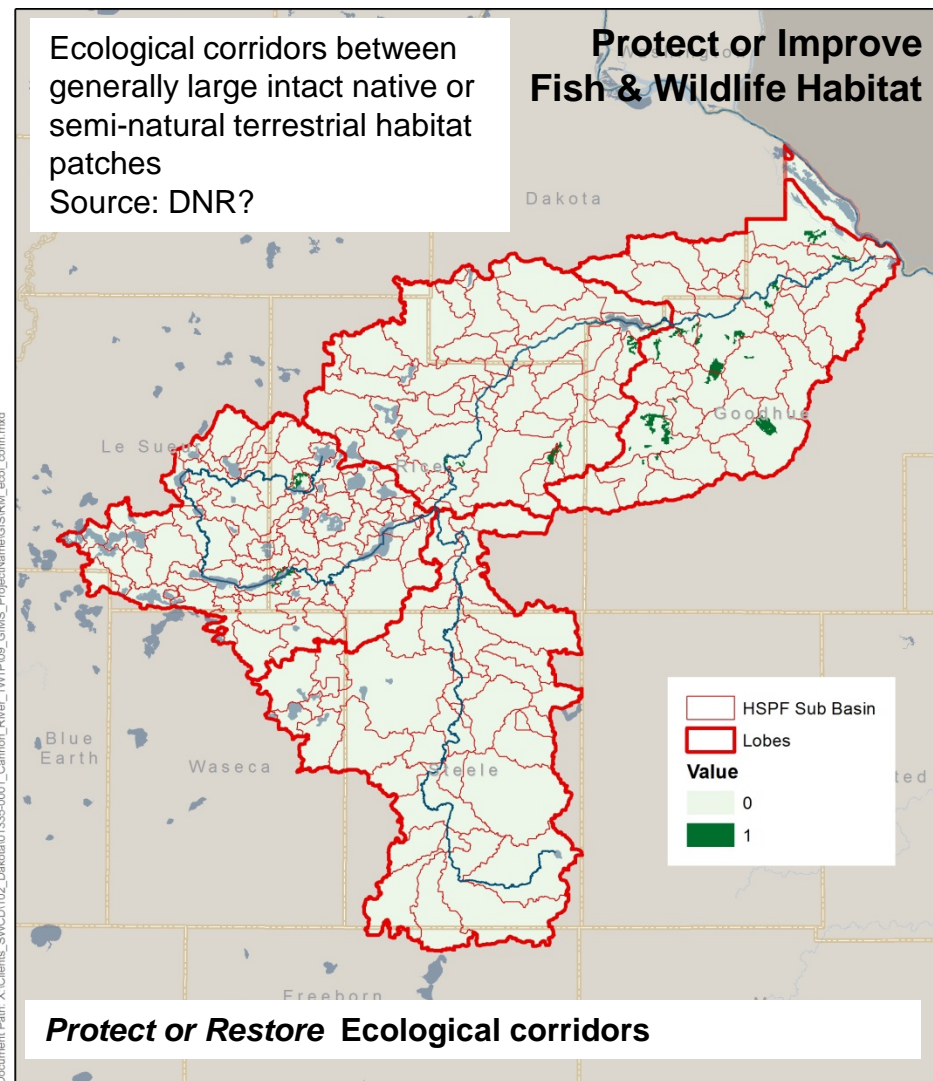 Ecological corridors between
generally large intact native or
semi-natural terrestrial habitat
patches
Source: DNR?
Protect or Improve
Fish & Wildlife Habitat
Washington
Dakota
Goodhue
Le Sueur
Rice
Blue
Earth
Waseca
Steele
Freeborn
HSPF Sub Basin
Lobes
Value
0
1
Protect or Restore Ecological corridors